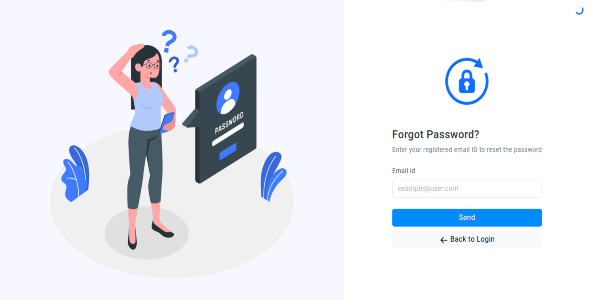 ? ? ?
PASSWORD
Forgot Password?
Enter your registered email ID to reset the password
Email id
example@user.com
Send
← Back to Login